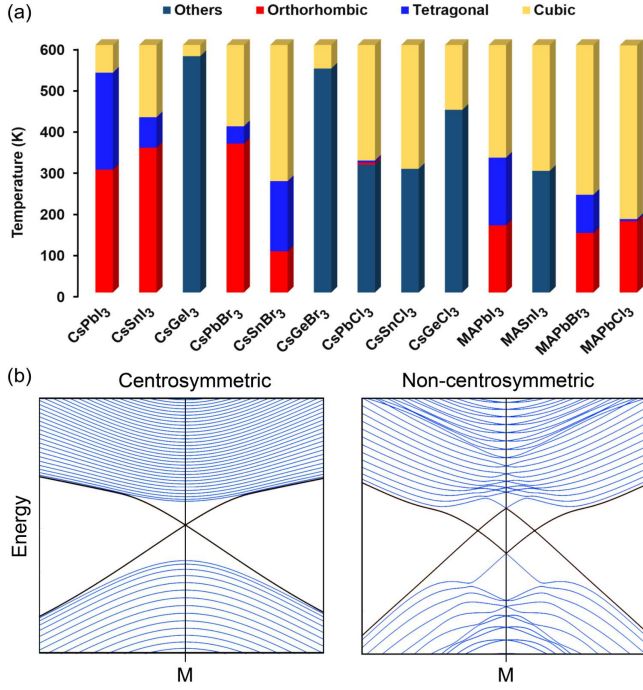 (a)
Others Orthorhombic Tetragonal Cubic
Temperature (K)
600
500
400
300
200
100
0
CsPbI₃ CsSnI₃ CsGeI₃ CsPbBr₃ CsSnBr₃ CsGeBr₃ CsPbCl₃ CsSnCl₃ CsGeCl₃ MAPbI₃ MASnI₃ MAPbBr₃ MAPbCl₃
(b)
Centrosymmetric Non-centrosymmetric
Energy
M M